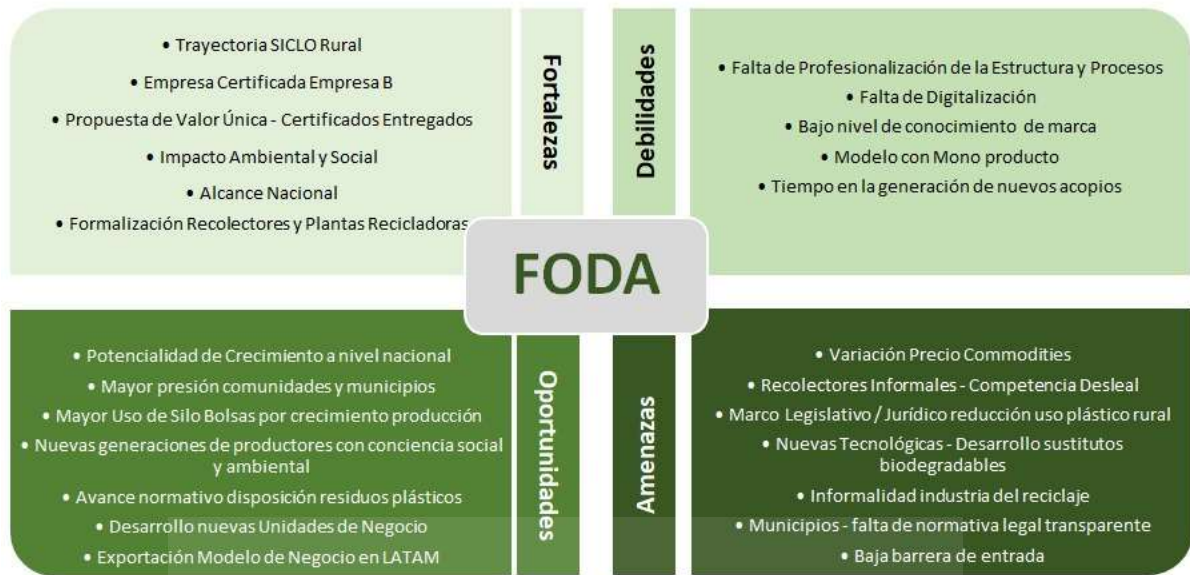 • Trayectoria SICLO Rural
• Empresa Certificada Empresa B
• Propuesta de Valor Única - Certificados Entregados
• Impacto Ambiental y Social
• Alcance Nacional
• Formalización Recolectores y Plantas Recicladoras
Fortalezas
Debilidades
• Falta de Profesionalización de la Estructura y Procesos
• Falta de Digitalización
• Bajo nivel de conocimiento de marca
• Modelo con Mono producto
• Tiempo en la generación de nuevos acopios
FODA
• Potencialidad de Crecimiento a nivel nacional
• Mayor presión comunidades y municipios
• Mayor Uso de Silo Bolsas por crecimiento producción
• Nuevas generaciones de productores con conciencia social
y ambiental
• Avance normativo disposición residuos plásticos
• Desarrollo nuevas Unidades de Negocio
• Exportación Modelo de Negocio en LATAM
Oportunidades
Amenazas
• Variación Precio Commodities
• Recolectores Informales - Competencia Desleal
• Marco Legislativo / Jurídico reducción uso plástico rural
• Nuevas Tecnológicas - Desarrollo sustitutos
biodegradables
• Informalidad industria del reciclaje
• Municipios - falta de normativa legal transparente
• Baja barrera de entrada